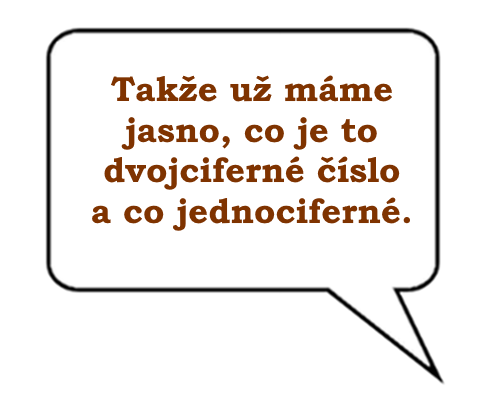 Takže už máme
jasno, co je to
dvojciferné číslo
a co jednociferné.